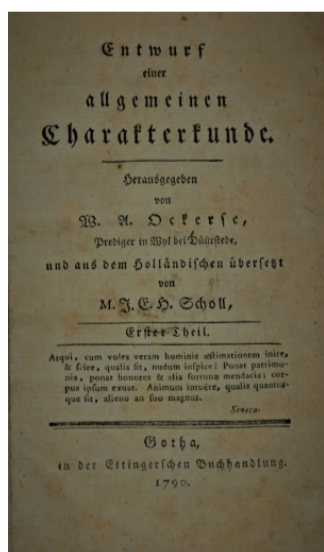 Entwurf
einer
allgemeinen
Charakterkunde.
Herausgegeben
von
W. A. Ockerse,
Prediger in Wyk bei Düürstede,
und aus dem Holländischen übersetzt
von
M. J. E. H. Scholl,
Erster Theil.
Atqui, cum voles veram hominis æstimationem inire,
& scire, qualis sit, nudum inspice: Ponat patrimo-
nia, ponat honores & alia fortunæ mendacia: cor-
pus ipsum exuat. Animum intuere, qualis quantus-
que sit, alieno an suo magnus.
Seneca.
Gotha,
in der Ettingerschen Buchhandlung.
1790.